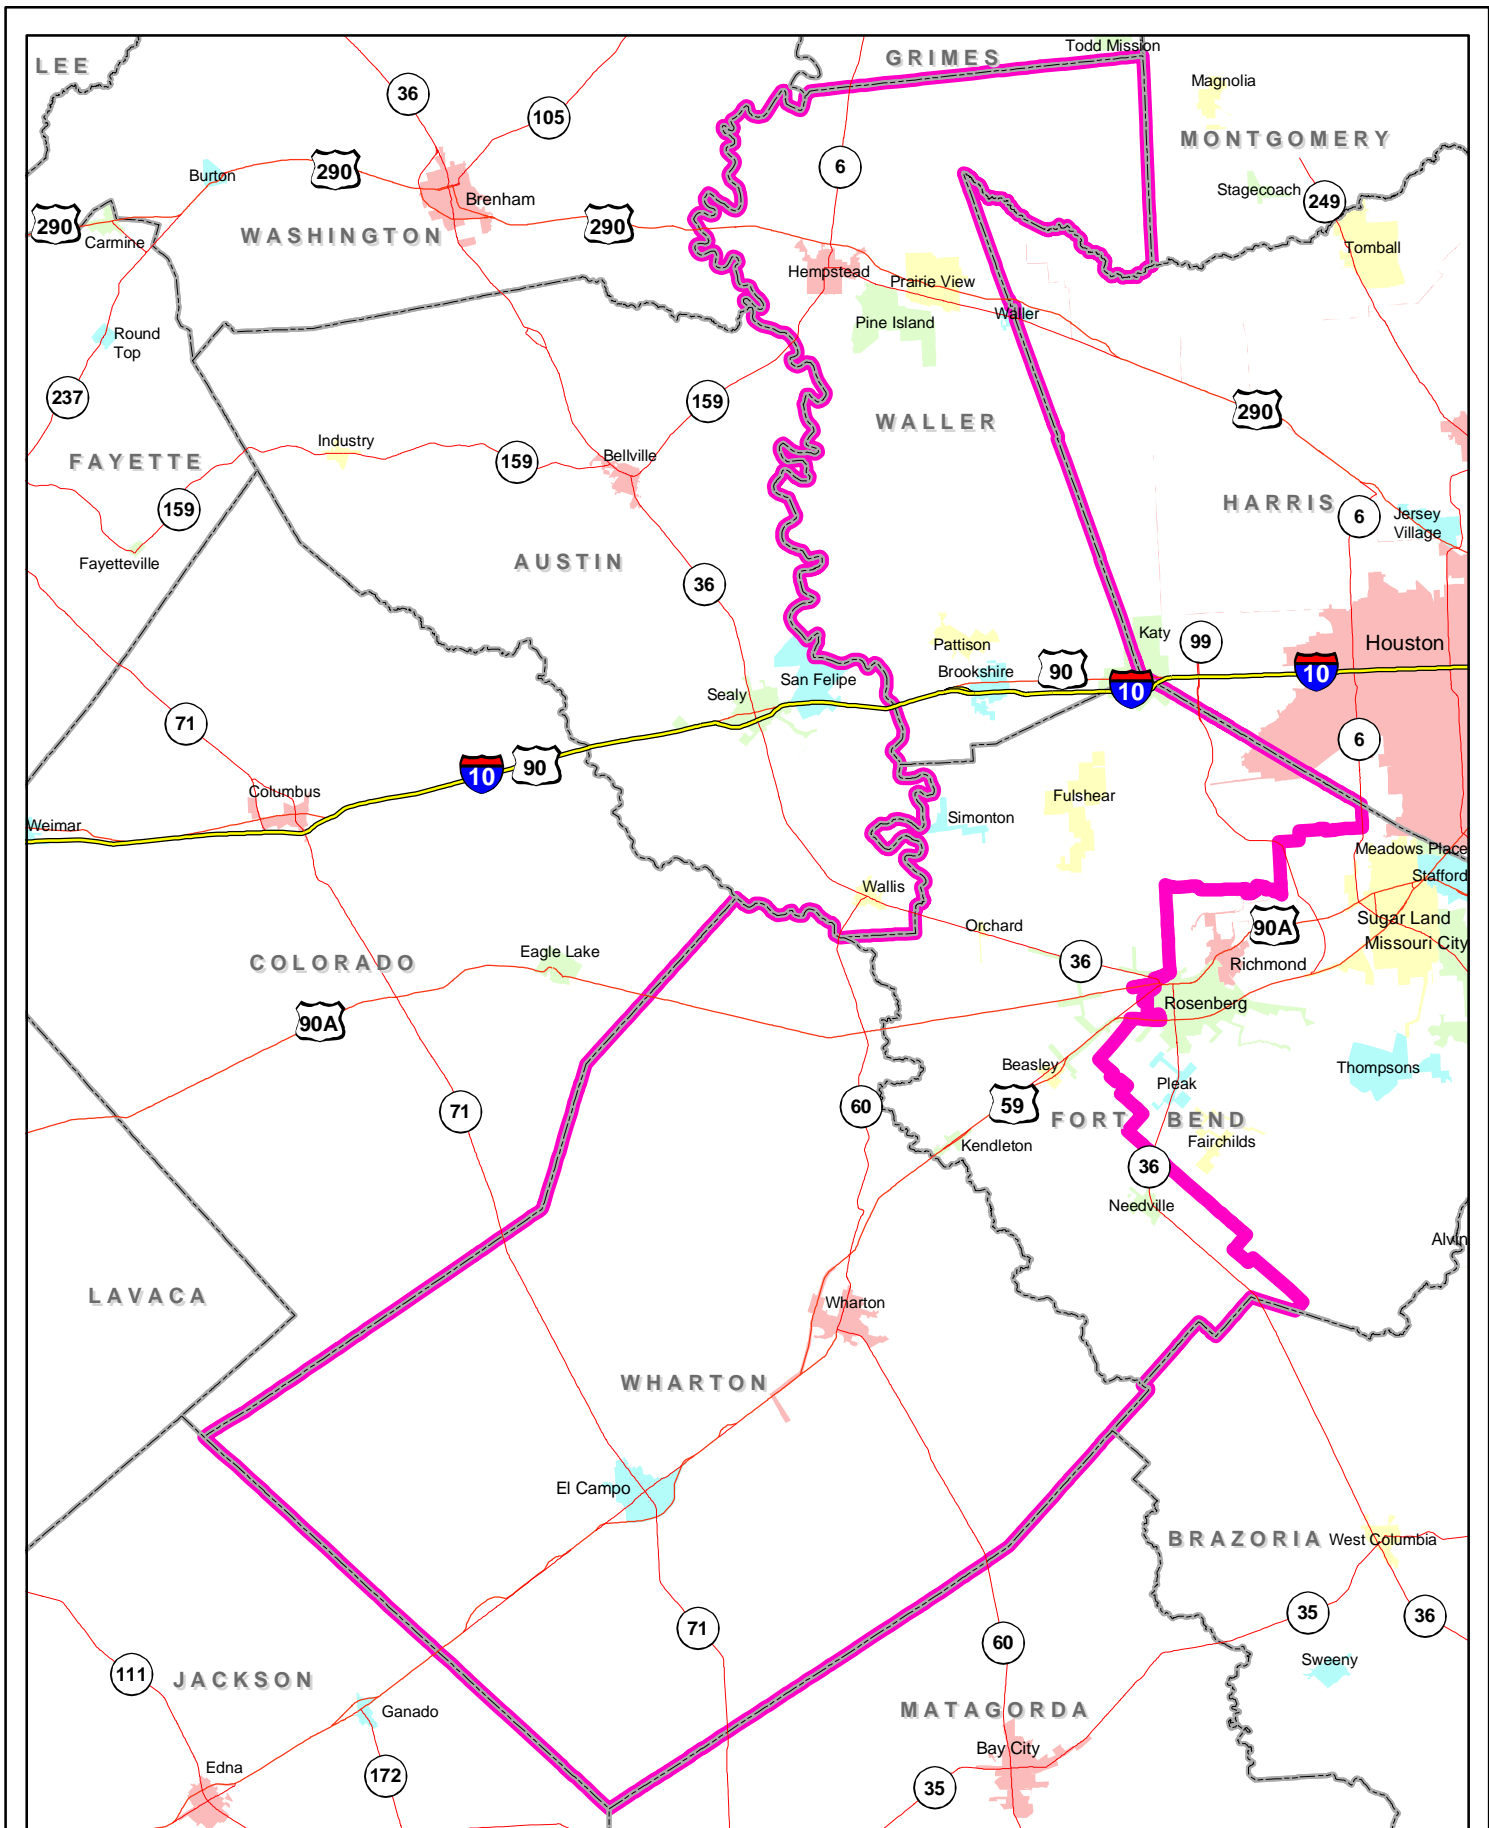 LEE
GRIMES
Todd Mission
Magnolia
36
105
MONTGOMERY
290
6
Burton
Brenham
Stagecoach
249
290
Carmine
WASHINGTON
290
Tomball
Hempstead
Prairie View
Pine Island
Waller
Round
Top
237
159
290
WALLER
Industry
FAYETTE
159
Bellville
159
HARRIS
6
Jersey
Village
Fayetteville
AUSTIN
36
Pattison
Katy
99
Houston
Brookshire
90
10
10
San Felipe
Sealy
71
6
10
90
Columbus
Fulshear
Weimar
Simonton
Meadows Place
Stafford
Wallis
Orchard
90A
Sugar Land
Missouri City
Eagle Lake
COLORADO
36
Richmond
Rosenberg
90A
Beasley
Thompsons
Pleak
71
60
59
FORT BEND
Fairchilds
Kendleton
36
Needville
Alvin
LAVACA
Wharton
WHARTON
El Campo
BRAZORIA
West Columbia
35
36
71
60
111
JACKSON
Sweeny
Ganado
MATAGORDA
Bay City
Edna
172
35